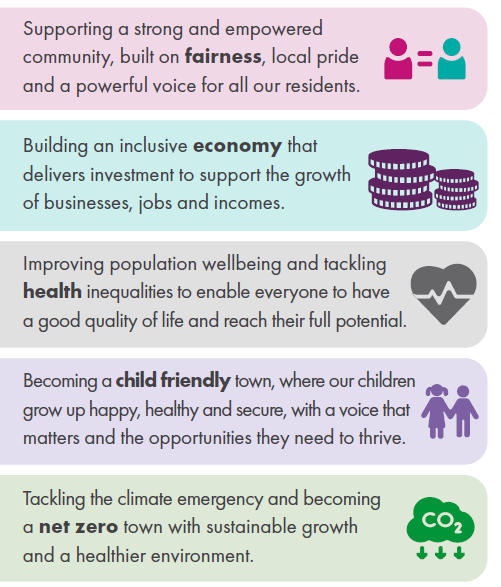 Supporting a strong and empowered
community, built on fairness, local pride
and a powerful voice for all our residents.
Building an inclusive economy that
delivers investment to support the growth
of businesses, jobs and incomes.
Improving population wellbeing and tackling
health inequalities to enable everyone to have
a good quality of life and reach their full potential.
Becoming a child friendly town, where our children
grow up happy, healthy and secure, with a voice that
matters and the opportunities they need to thrive.
Tackling the climate emergency and becoming
a net zero town with sustainable growth
and a healthier environment.
CO₂